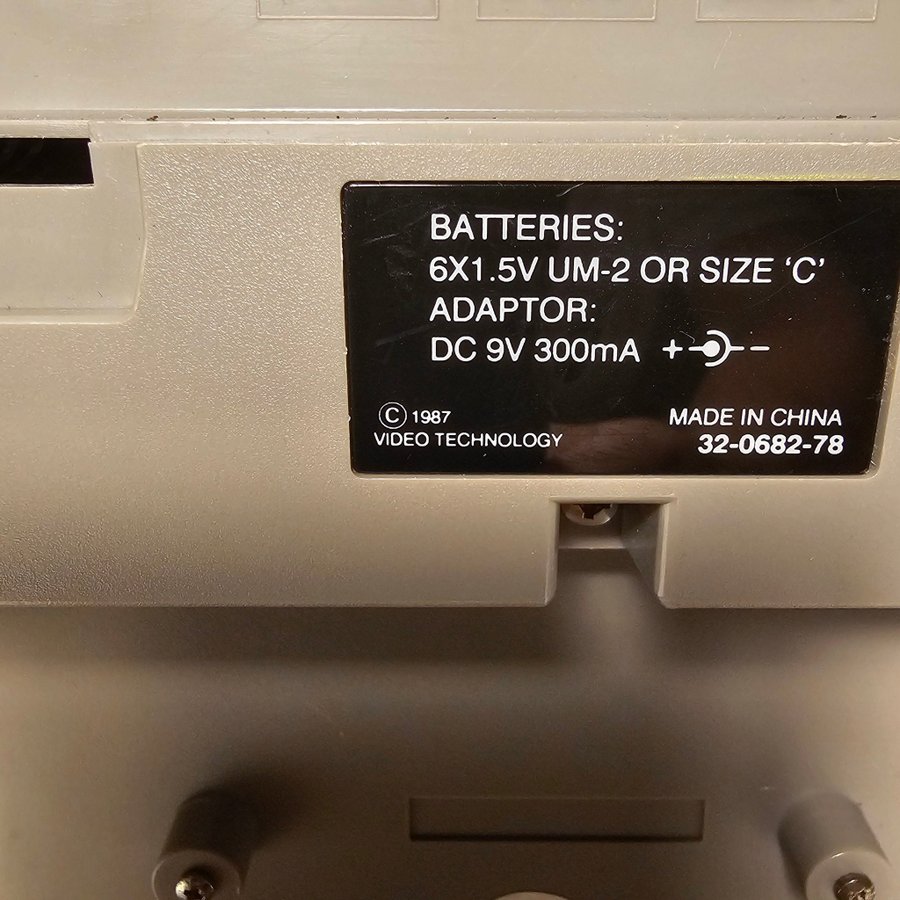 BATTERIES:
6X1.5V UM-2 OR SIZE ‘C’
ADAPTOR:
DC 9V 300mA + -
© 1987
VIDEO TECHNOLOGY
MADE IN CHINA
32-0682-78